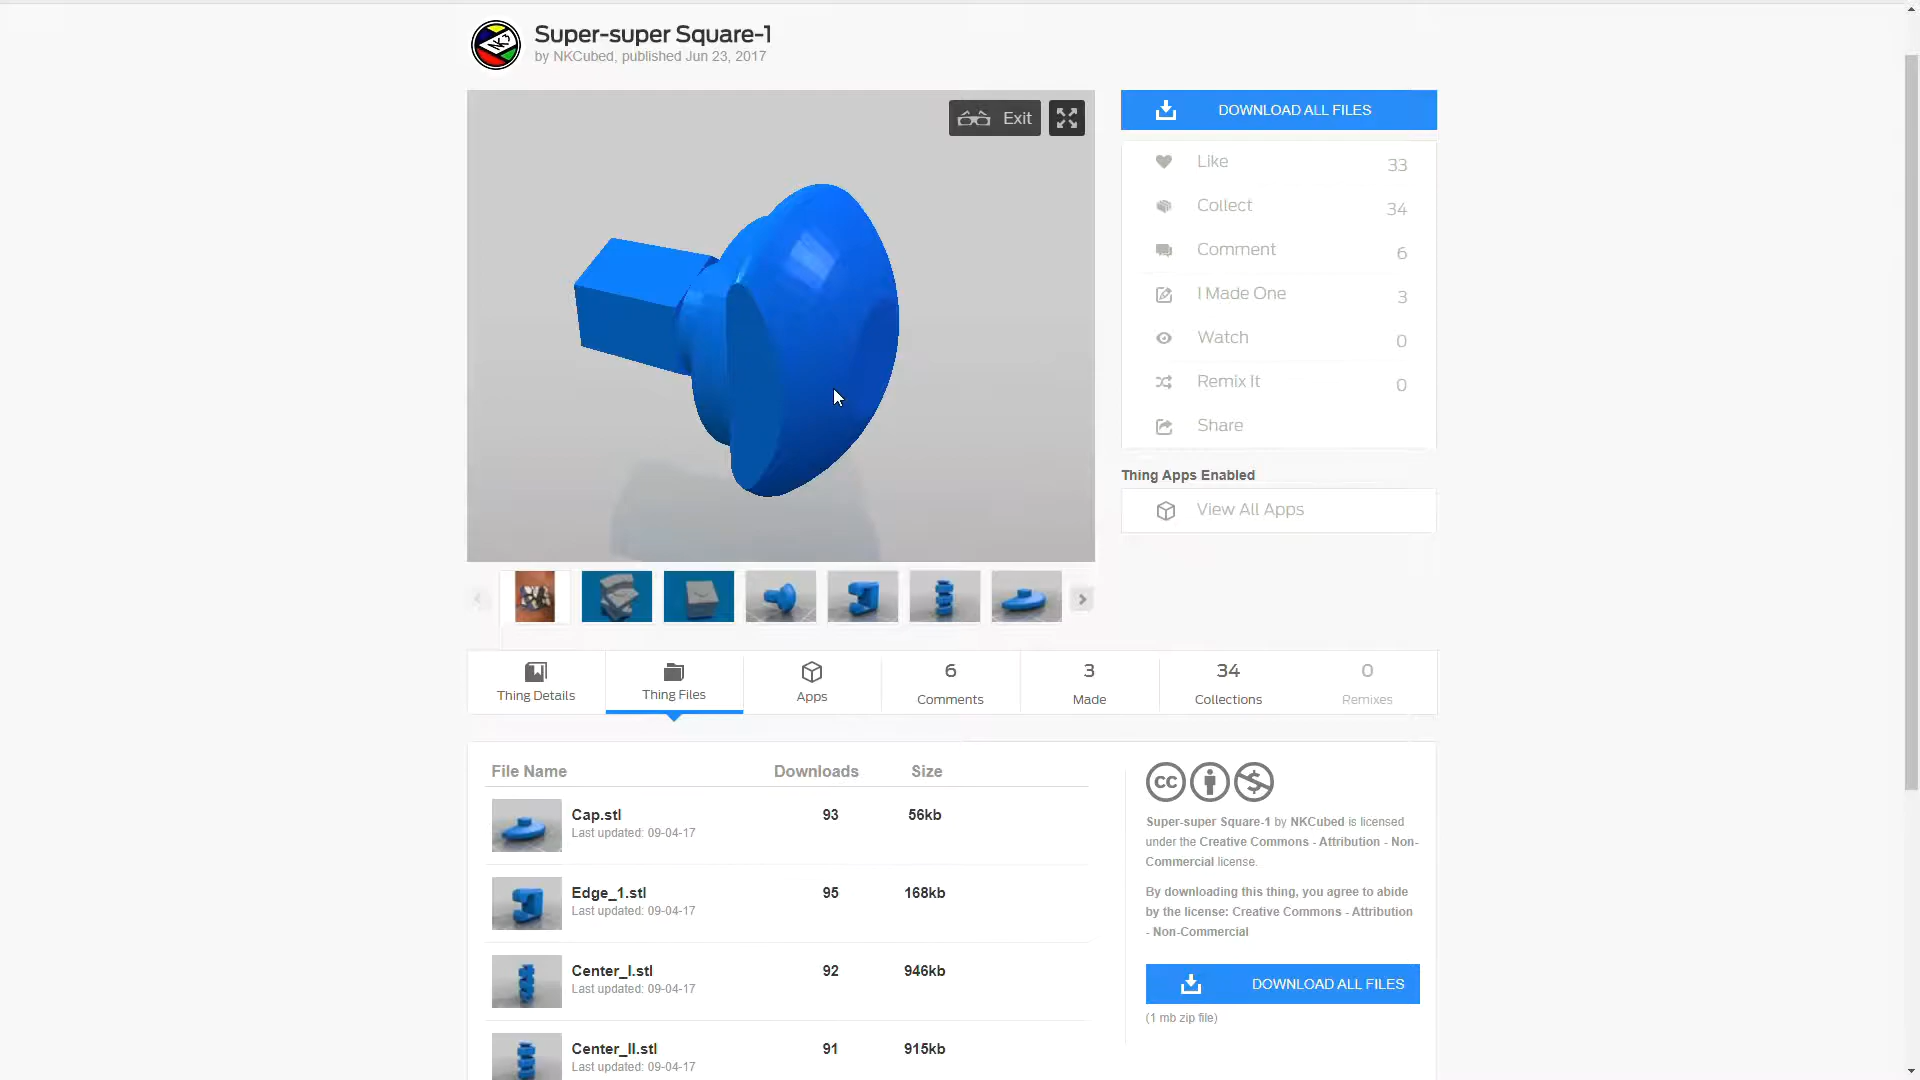 Super-super Square-1
by NKCubed, published Jun 23, 2017
Exit
DOWNLOAD ALL FILES
Like 33
Collect 34
Comment 6
I Made One 3
Watch 0
Remix It 0
Share
Thing Apps Enabled
View All Apps
Thing Details
Thing Files
Apps
6 Comments
3 Made
34 Collections
0 Remixes
File Name Downloads Size
Cap.stl 93 56kb
Last updated: 09-04-17
Edge_1.stl 95 168kb
Last updated: 09-04-17
Center_I.stl 92 946kb
Last updated: 09-04-17
Center_II.stl 91 915kb
Last updated: 09-04-17
cc
Super-super Square-1 by NKCubed is licensed
under the Creative Commons - Attribution - Non-
Commercial license.
By downloading this thing, you agree to abide
by the license: Creative Commons - Attribution
- Non-Commercial
DOWNLOAD ALL FILES
(1 mb zip file)